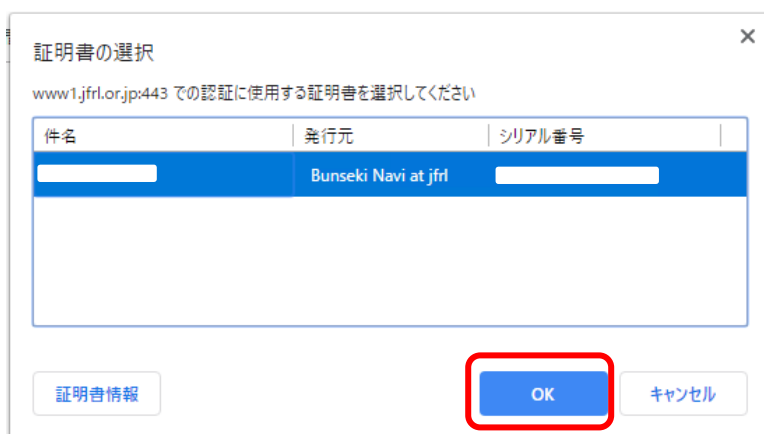 証明書の選択
www1.jfrl.or.jp:443 での認証に使用する証明書を選択してください
件名 発行元 シリアル番号
Bunseki Navi at jfrl
証明書情報 OK キャンセル